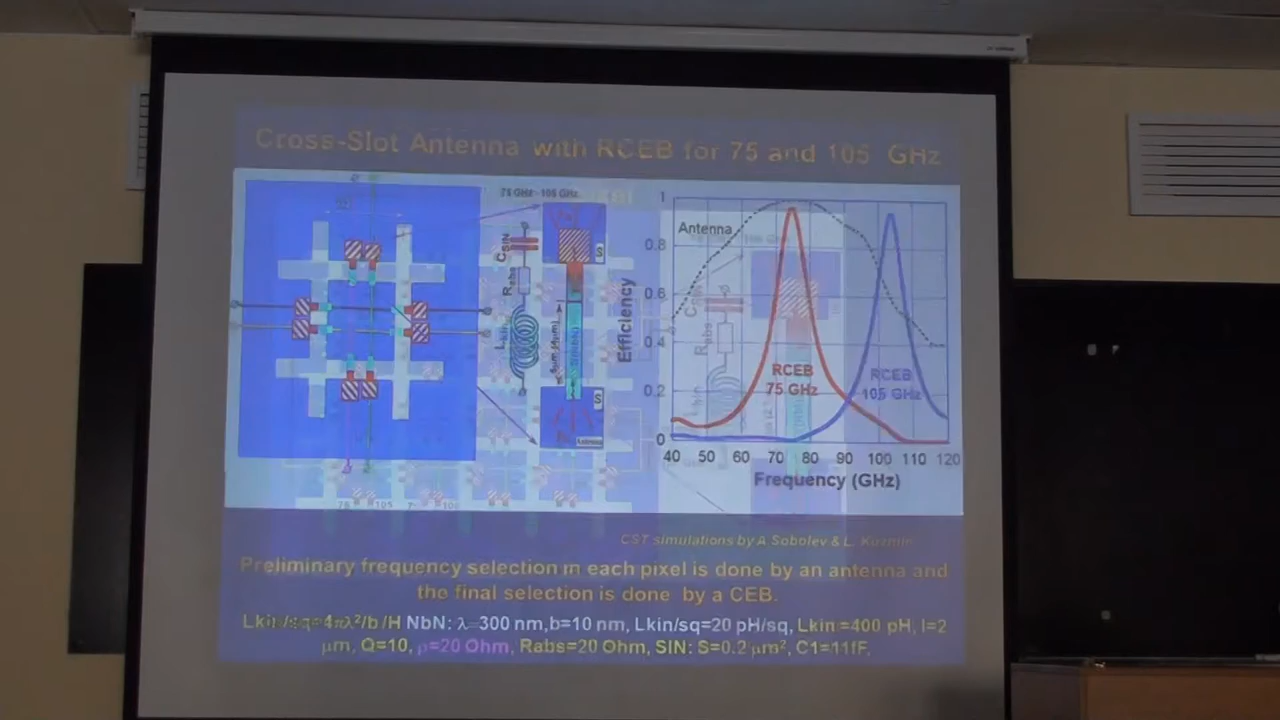 Cross-Slot Antenna with RCEB for 75 and 105 GHz
75 GHz 105 GHz
Antenna
Efficiency
1
0.8
0.6
0.4
0.2
0
RCEB
75 GHz
RCEB
105 GHz
40 50 60 70 80 90 100 110 120
Frequency (GHz)
CSIN
Rabs
S
S
Antenna
75 105
CST simulations by A Sobolev & L. Kuzmin
Preliminary frequency selection in each pixel is done by an antenna and
the final selection is done by a CEB.
Lkin/sq=4πλ²/b/H NbN: λ=300 nm,b=10 nm, Lkin/sq=20 pH/sq, Lkin=400 pH, l=2
μm, Q=10, ρ=20 Ohm, Rabs=20 Ohm, SIN: S=0.2 μm², C1=11fF.